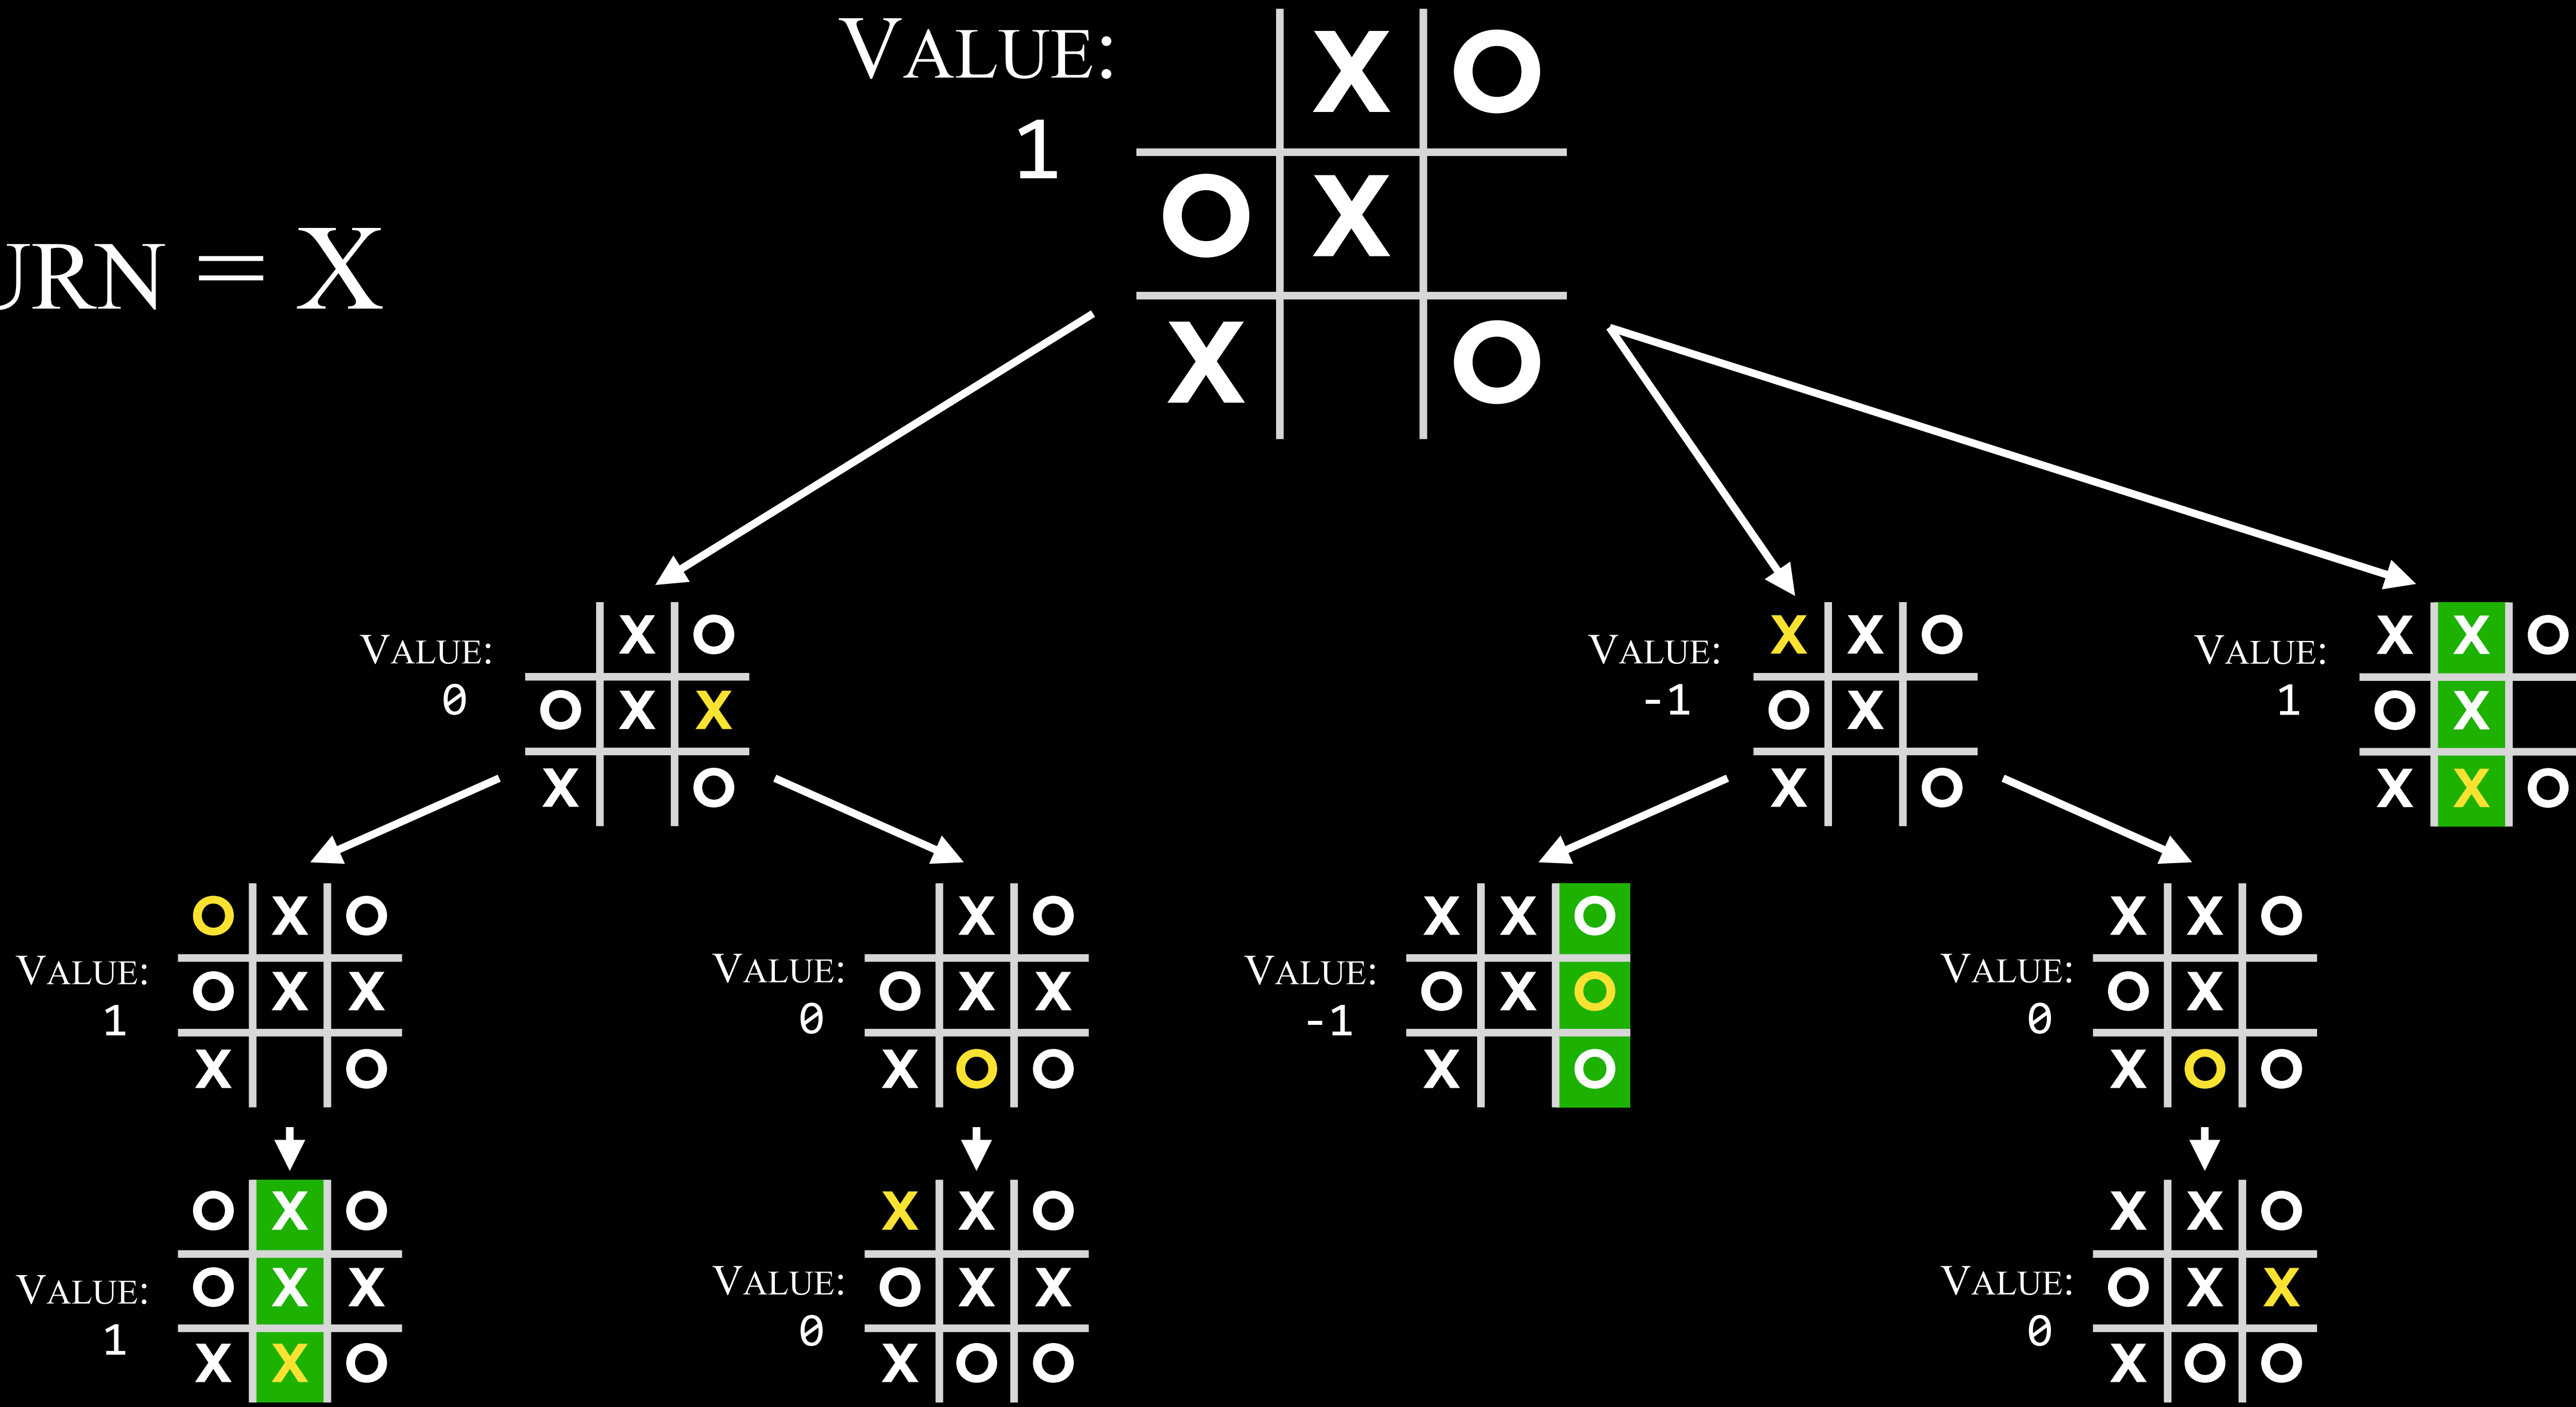 VALUE:
1
X O
O X
X O
URN = X
VALUE:
0
X O
O X X
X O
VALUE:
-1
X X O
O X
X O
VALUE:
1
X X O
O X
X X O
VALUE:
1
O X O
O X X
X O
VALUE:
0
X O
O X X
X O O
VALUE:
-1
X X O
O X O
X O
VALUE:
0
X X O
O X
X O O
VALUE:
1
O X O
O X X
X X O
VALUE:
0
X X O
O X X
X O O
VALUE:
0
X X O
O X X
X O O